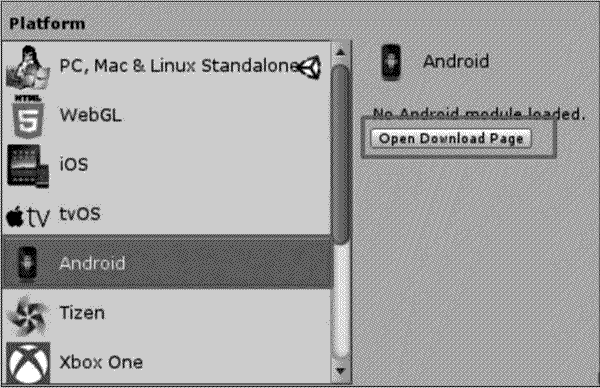 Platform
PC, Mac & Linux Standalone
HTML
5
WebGL
iOS
tv
tvOS
Android
Tizen
Xbox One
Android
No Android module loaded.
Open Download Page